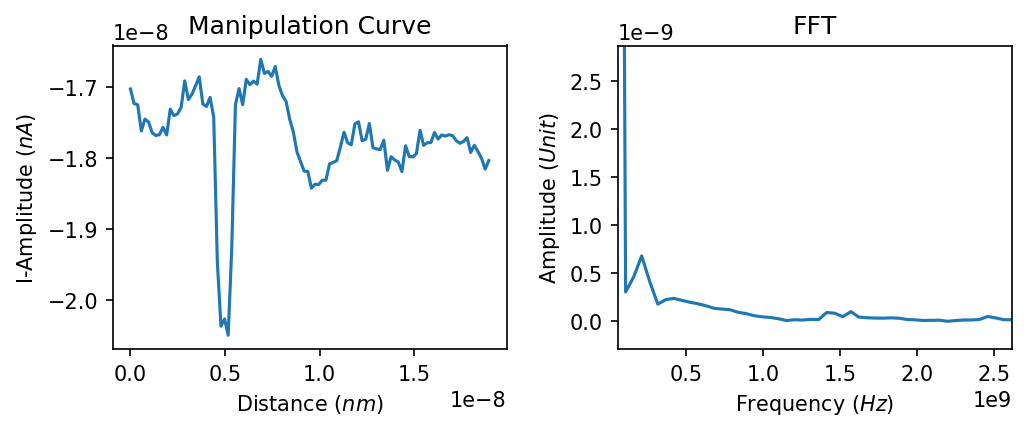 Manipulation Curve
1e−8
−1.7
−1.8
−1.9
−2.0
I-Amplitude (nA)
0.0 0.5 1.0 1.5
1e−8
Distance (nm)
FFT
1e−9
2.5
2.0
1.5
1.0
0.5
0.0
Amplitude (Unit)
0.5 1.0 1.5 2.0 2.5
1e9
Frequency (Hz)